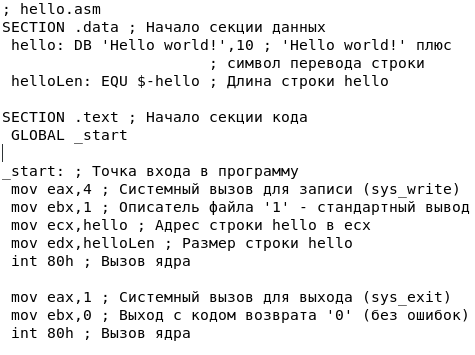 ; hello.asm
SECTION .data ; Начало секции данных
hello: DB 'Hello world!',10 ; 'Hello world!' плюс
; символ перевода строки
helloLen: EQU $-hello ; Длина строки hello
SECTION .text ; Начало секции кода
GLOBAL _start
_start: ; Точка входа в программу
mov eax,4 ; Системный вызов для записи (sys_write)
mov ebx,1 ; Описатель файла '1' - стандартный вывод
mov ecx,hello ; Адрес строки hello в ecx
mov edx,helloLen ; Размер строки hello
int 80h ; Вызов ядра
mov eax,1 ; Системный вызов для выхода (sys_exit)
mov ebx,0 ; Выход с кодом возврата '0' (без ошибок)
int 80h ; Вызов ядра